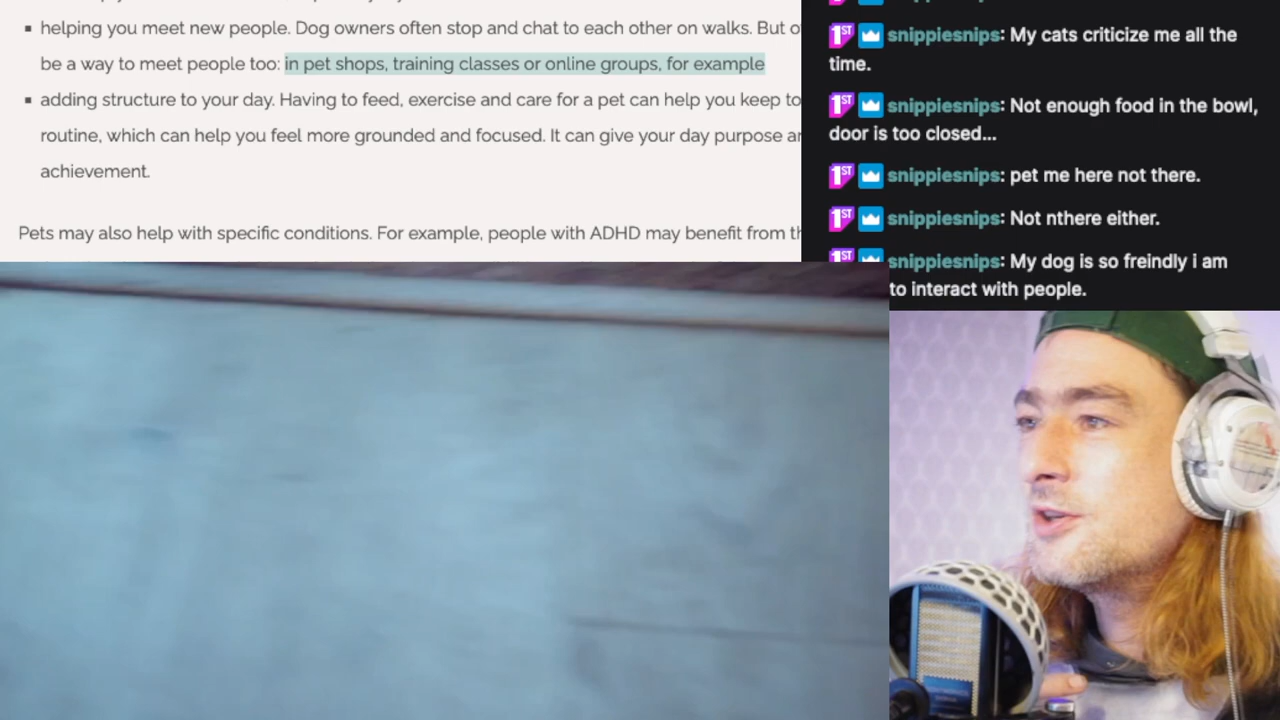 helping you meet new people. Dog owners often stop and chat to each other on walks. But o
be a way to meet people too: in pet shops, training classes or online groups, for example
adding structure to your day. Having to feed, exercise and care for a pet can help you keep to
routine, which can help you feel more grounded and focused. It can give your day purpose an
achievement.
Pets may also help with specific conditions. For example, people with ADHD may benefit from th
1ST snippiesnips: My cats criticize me all the
time.
1ST snippiesnips: Not enough food in the bowl,
door is too closed...
1ST snippiesnips: pet me here not there.
1ST snippiesnips: Not nthere either.
1ST snippiesnips: My dog is so freindly i am
to interact with people.